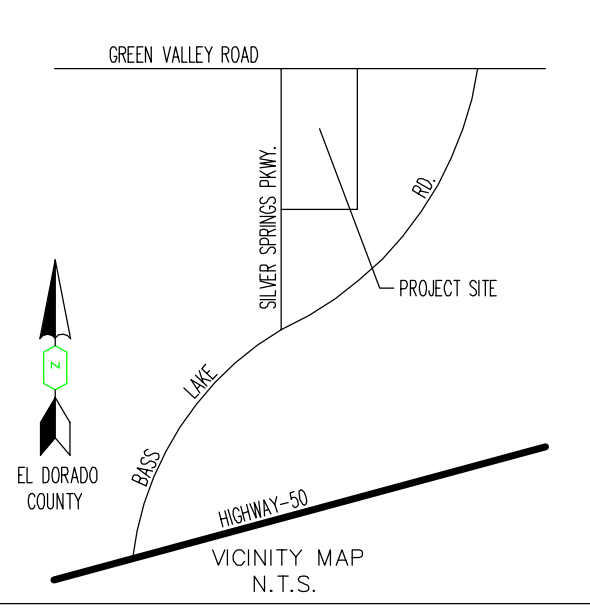 GREEN VALLEY ROAD
SILVER SPRINGS PKWY.
RD.
PROJECT SITE
LAKE
N
BASS
EL DORADO
COUNTY
HIGHWAY-50
VICINITY MAP
N.T.S.